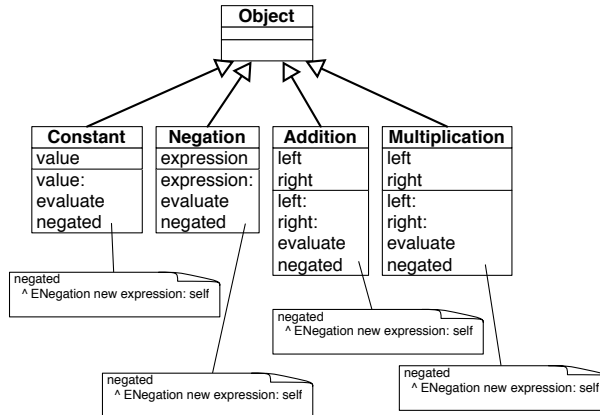 Object
Constant
value
value:
evaluate
negated
Negation
expression
expression:
evaluate
negated
Addition
left
right
left:
right:
evaluate
negated
Multiplication
left
right
left:
right:
evaluate
negated
negated
^ ENegation new expression: self
negated
^ ENegation new expression: self
negated
^ ENegation new expression: self
negated
^ ENegation new expression: self